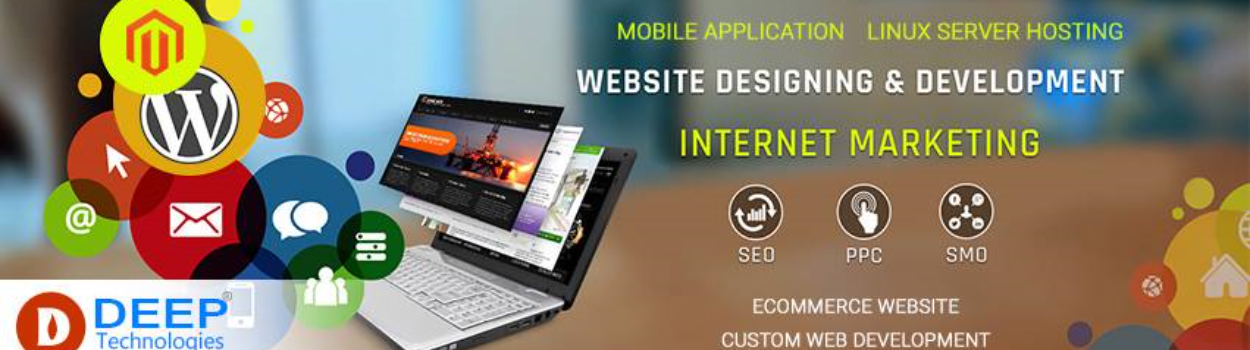 MOBILE APPLICATION LINUX SERVER HOSTING
WEBSITE DESIGNING & DEVELOPMENT
INTERNET MARKETING
SEO PPC SMO
ECOMMERCE WEBSITE
CUSTOM WEB DEVELOPMENT
@
W
D DEEP®
Technologies